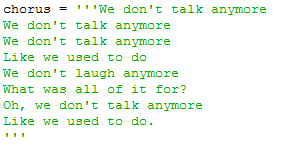 chorus = '''We don't talk anymore
We don't talk anymore
We don't talk anymore
Like we used to do
We don't laugh anymore
What was all of it for?
Oh, we don't talk anymore
Like we used to do.
'''